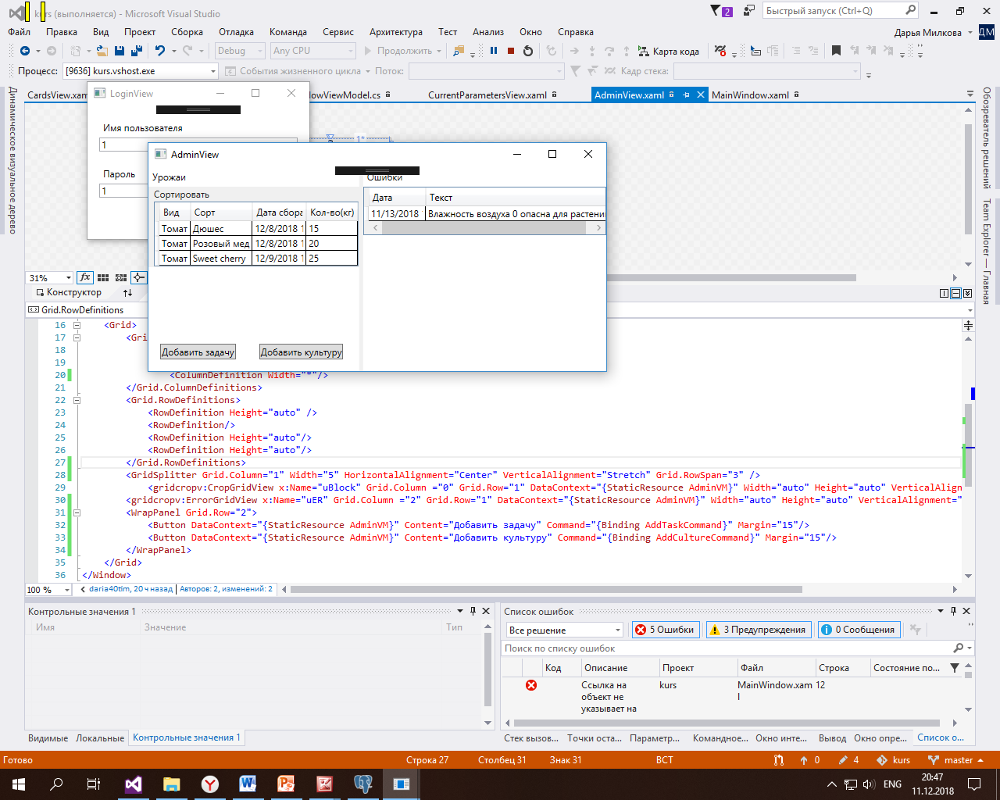 kurs (выполняется) - Microsoft Visual Studio
2
Быстрый запуск (Ctrl+Q)
Файл Правка Вид Проект Сборка Отладка Команда Сервис Архитектура Тест Анализ Окно Справка
Дарья Милкова ДМ
Debug Any CPU Продолжить Карта кода
Процесс: [9636] kurs.vshost.exe События жизненного цикла Поток: Кадр стека:
CardsView.xam
CurrentParametersView.xaml AdminView.xaml MainWindow.xaml
Динамическое визуальное дерево
Обозреватель решений
Team Explorer — Главная
LoginView
Имя пользователя
1
Пароль
1
1*
AdminView
Урожаи
Ошибки
Сортировать
Вид Сорт Дата сбора Кол-во(кг)
Томат Дюшес 12/8/2018 1 15
Томат Розовый мед 12/8/2018 1 20
Томат Sweet cherry 12/9/2018 1 25
Дата Текст
11/13/2018 Влажность воздуха 0 опасна для растени
Добавить задачу Добавить культуру
31%
Конструктор
Grid.RowDefinitions
16 <Grid>
17 <Gri
18
19
20 <ColumnDefinition Width="*"/>
21 </Grid.ColumnDefinitions>
22 <Grid.RowDefinitions>
23 <RowDefinition Height="auto" />
24 <RowDefinition/>
25 <RowDefinition Height="auto"/>
26 <RowDefinition Height="auto"/>
27 </Grid.RowDefinitions>
28 <GridSplitter Grid.Column="1" Width="5" HorizontalAlignment="Center" VerticalAlignment="Stretch" Grid.RowSpan="3" />
29 <gridcropv:CropGridView x:Name="uBlock" Grid.Column ="0" Grid.Row="1" DataContext="{StaticResource AdminVM}" Width="auto" Height="auto" VerticalAlign
30 <gridcropv:ErrorGridView x:Name="uER" Grid.Column ="2" Grid.Row="1" DataContext="{StaticResource AdminVM}" Width="auto" Height="auto" VerticalAlignment="
31 <WrapPanel Grid.Row="2">
32 <Button DataContext="{StaticResource AdminVM}" Content="Добавить задачу" Command="{Binding AddTaskCommand}" Margin="15"/>
33 <Button DataContext="{StaticResource AdminVM}" Content="Добавить культуру" Command="{Binding AddCultureCommand}" Margin="15"/>
34 </WrapPanel>
35 </Grid>
36 </Window>
100 % daria40tim, 20 ч назад Авторов: 2, изменений: 2
Контрольные значения 1
Имя Значение Тип
Список ошибок
Все решение 5 Ошибки 3 Предупреждения 0 Сообщения
Поиск по списку ошибок
Код Описание Проект Файл Строка Состояние по...
Ссылка на kurs MainWindow.xam 12
объект не l
указывает на
Видимые Локальные Контрольные значения 1
Стек вызов... Точки оста... Параметр... Командное... Окно инте... Вывод Окно опре... Список о...
Готово Строка 27 Столбец 31 Знак 31 ВСТ 0 4 kurs master
ENG 20:47
11.12.2018